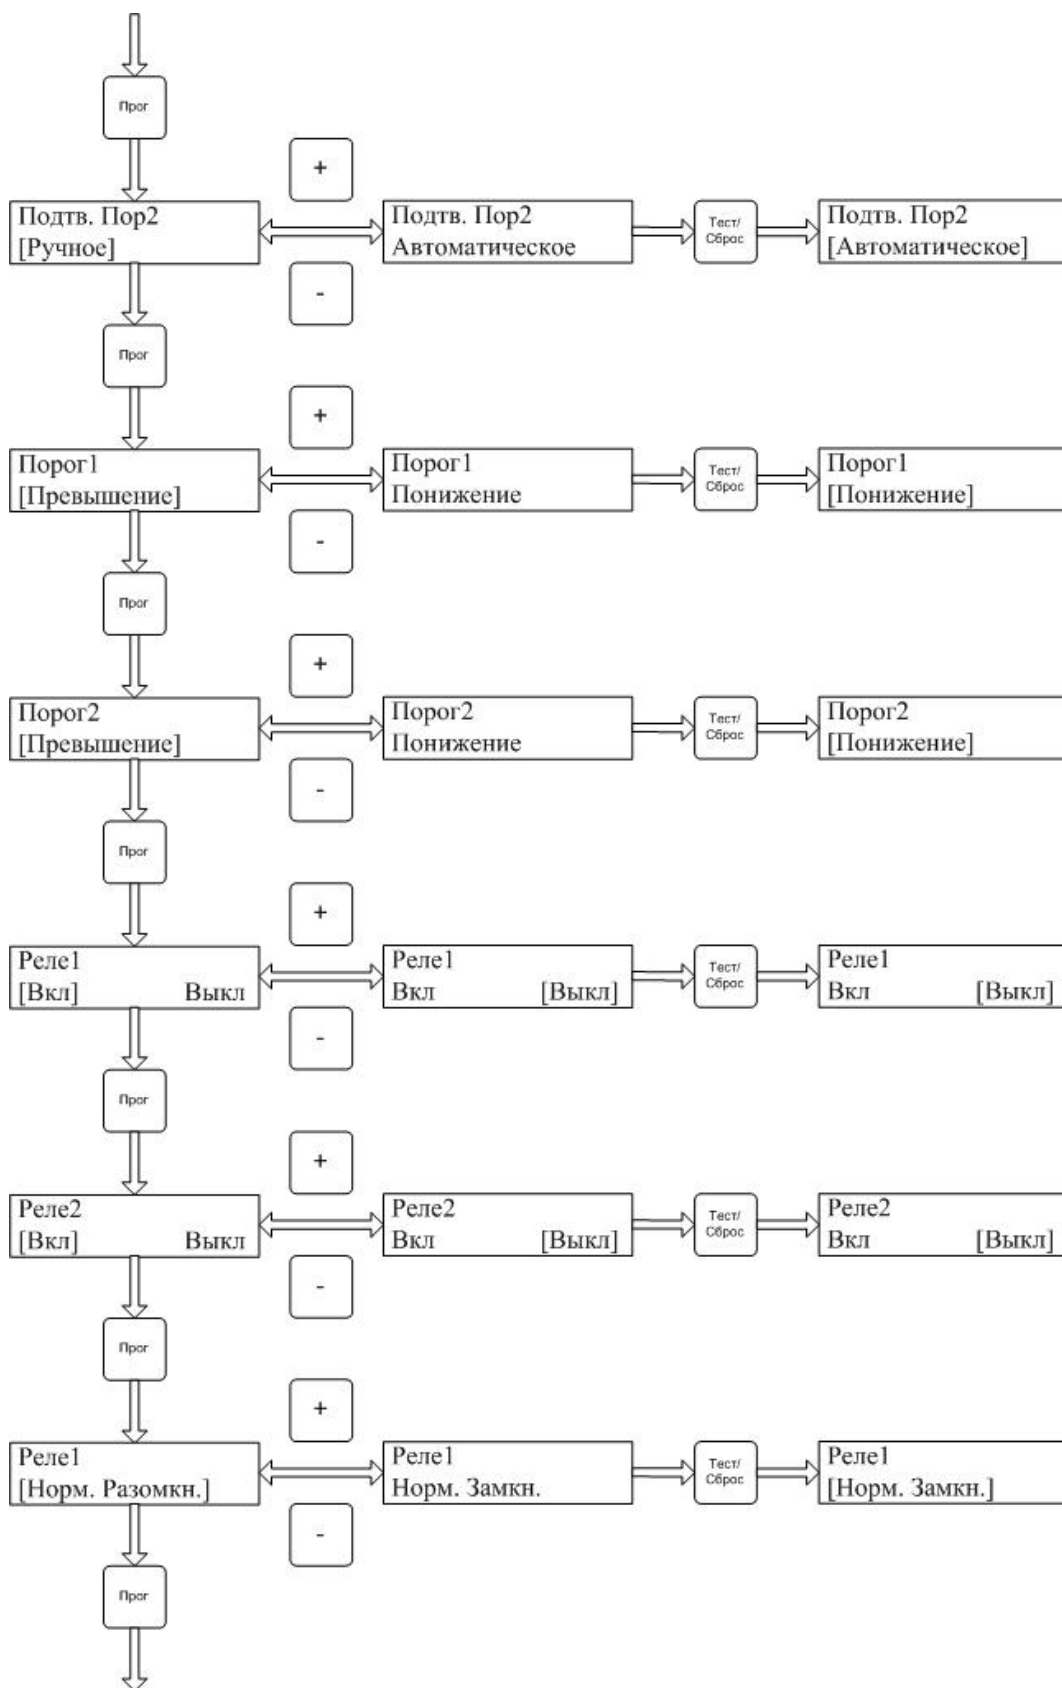 Прог
+
Подтв. Пор2
[Ручное]
Подтв. Пор2
Автоматическое
Тест/
Сброс
Подтв. Пор2
[Автоматическое]
-
Прог
+
Порог1
[Превышение]
Порог1
Понижение
Тест/
Сброс
Порог1
[Понижение]
-
Прог
+
Порог2
[Превышение]
Порог2
Понижение
Тест/
Сброс
Порог2
[Понижение]
-
Прог
+
Реле1
[Вкл] Выкл
Реле1
Вкл [Выкл]
Тест/
Сброс
Реле1
Вкл [Выкл]
-
Прог
+
Реле2
[Вкл] Выкл
Реле2
Вкл [Выкл]
Тест/
Сброс
Реле2
Вкл [Выкл]
-
Прог
+
Реле1
[Норм. Разомкн.]
Реле1
Норм. Замкн.
Тест/
Сброс
Реле1
[Норм. Замкн.]
-
Прог